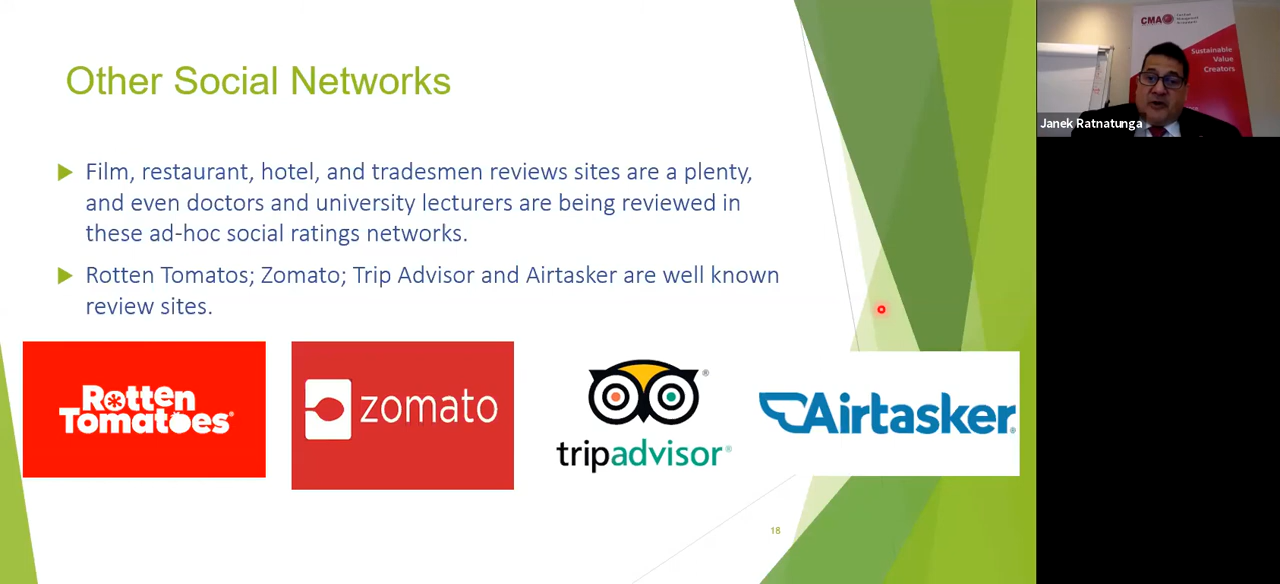 Other Social Networks
Film, restaurant, hotel, and tradesmen reviews sites are a plenty,
and even doctors and university lecturers are being reviewed in
these ad-hoc social ratings networks.
Rotten Tomatos; Zomato; Trip Advisor and Airtasker are well known
review sites.
Rotten
Tomatoes®
zomato
tripadvisor®
®
Airtasker®
18
CMA
Sustainable
Value
Creators
Janek Ratnatunga